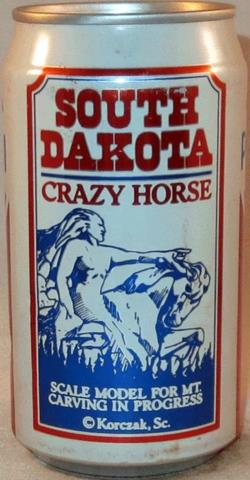 SOUTH
DAKOTA
CRAZY HORSE
SCALE MODEL FOR MT.
CARVING IN PROGRESS
© Korczak, Sc.